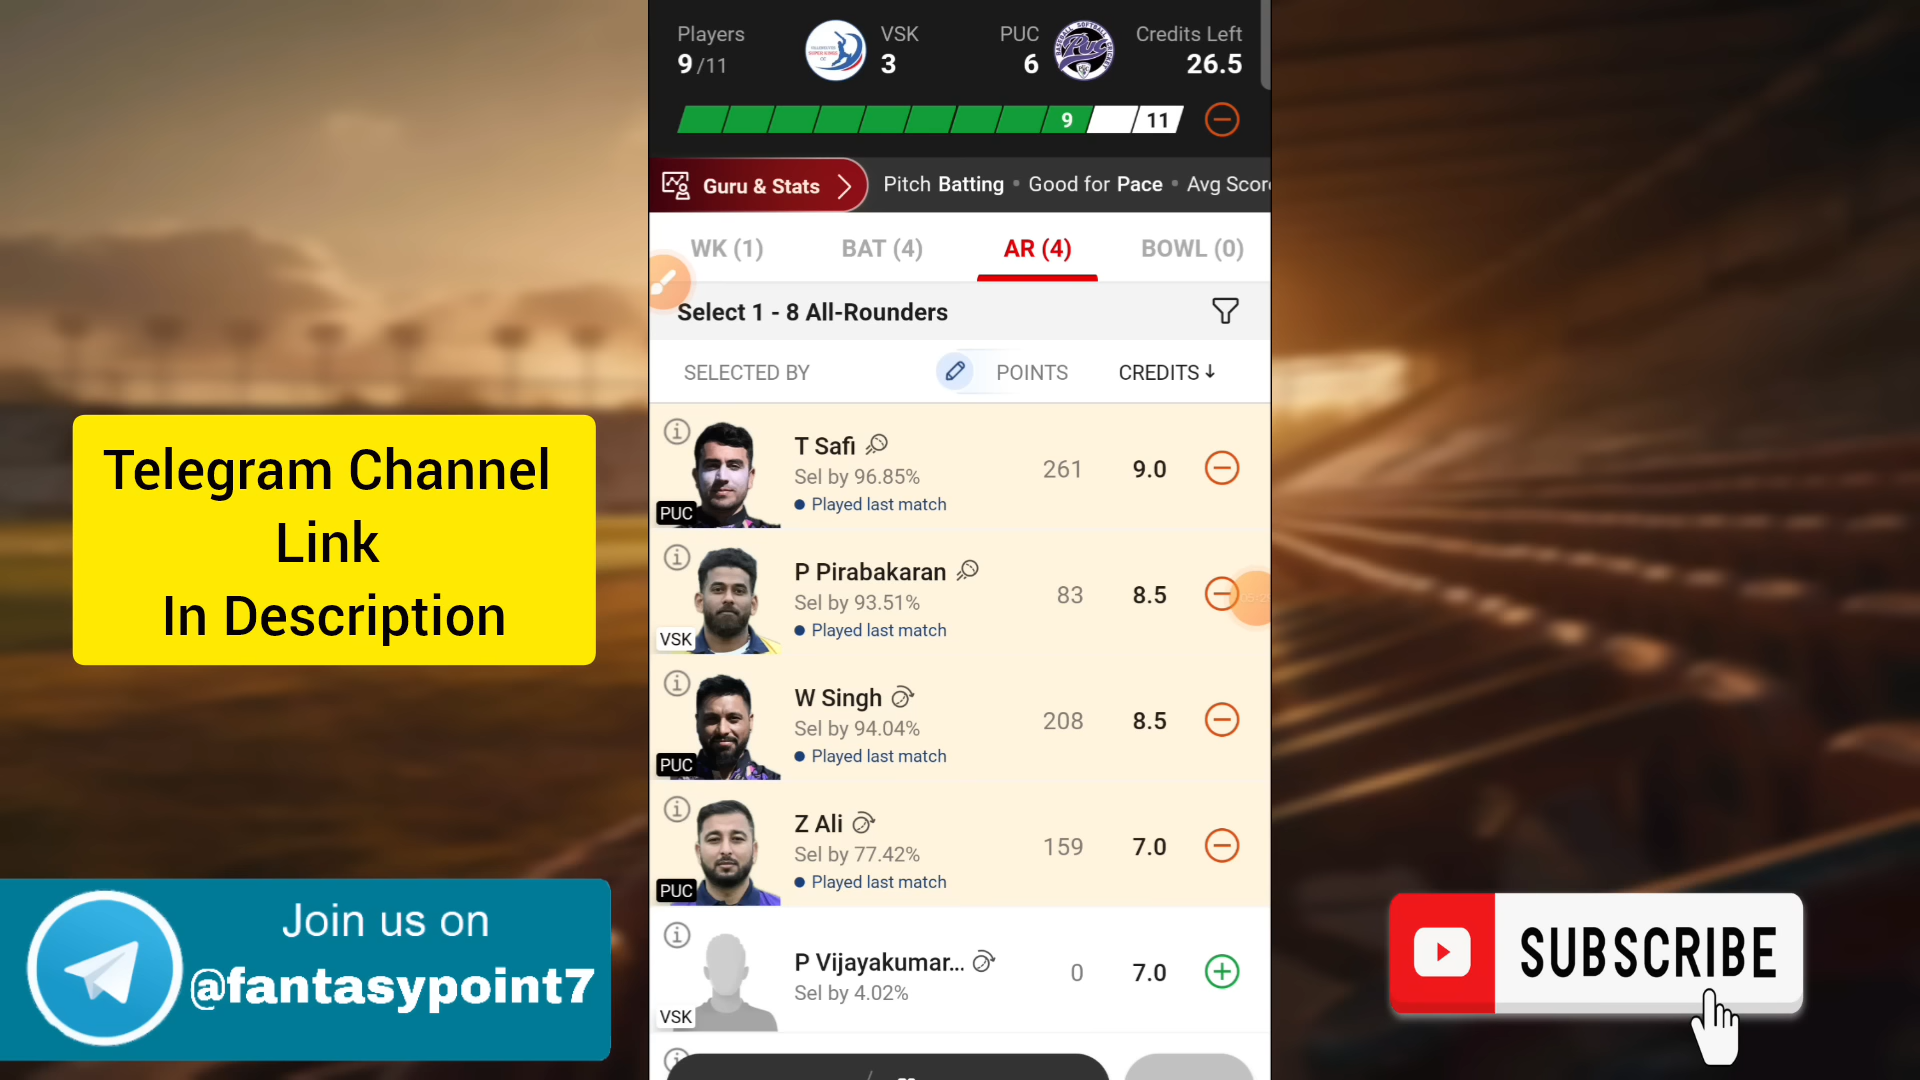 Players
9 /11
VSK
3
PUC
6
Credits Left
26.5
9
11
Guru & Stats
Pitch Batting • Good for Pace • Avg Score
WK (1)
BAT (4)
AR (4)
BOWL (0)
Select 1 - 8 All-Rounders
SELECTED BY
POINTS
CREDITS ↓
T Safi
Sel by 96.85%
Played last match
PUC
261
9.0
P Pirabakaran
Sel by 93.51%
Played last match
VSK
83
8.5
W Singh
Sel by 94.04%
Played last match
PUC
208
8.5
Z Ali
Sel by 77.42%
Played last match
PUC
159
7.0
P Vijayakumar...
Sel by 4.02%
VSK
0
7.0
Telegram Channel
Link
In Description
Join us on
@fantasypoint7
SUBSCRIBE